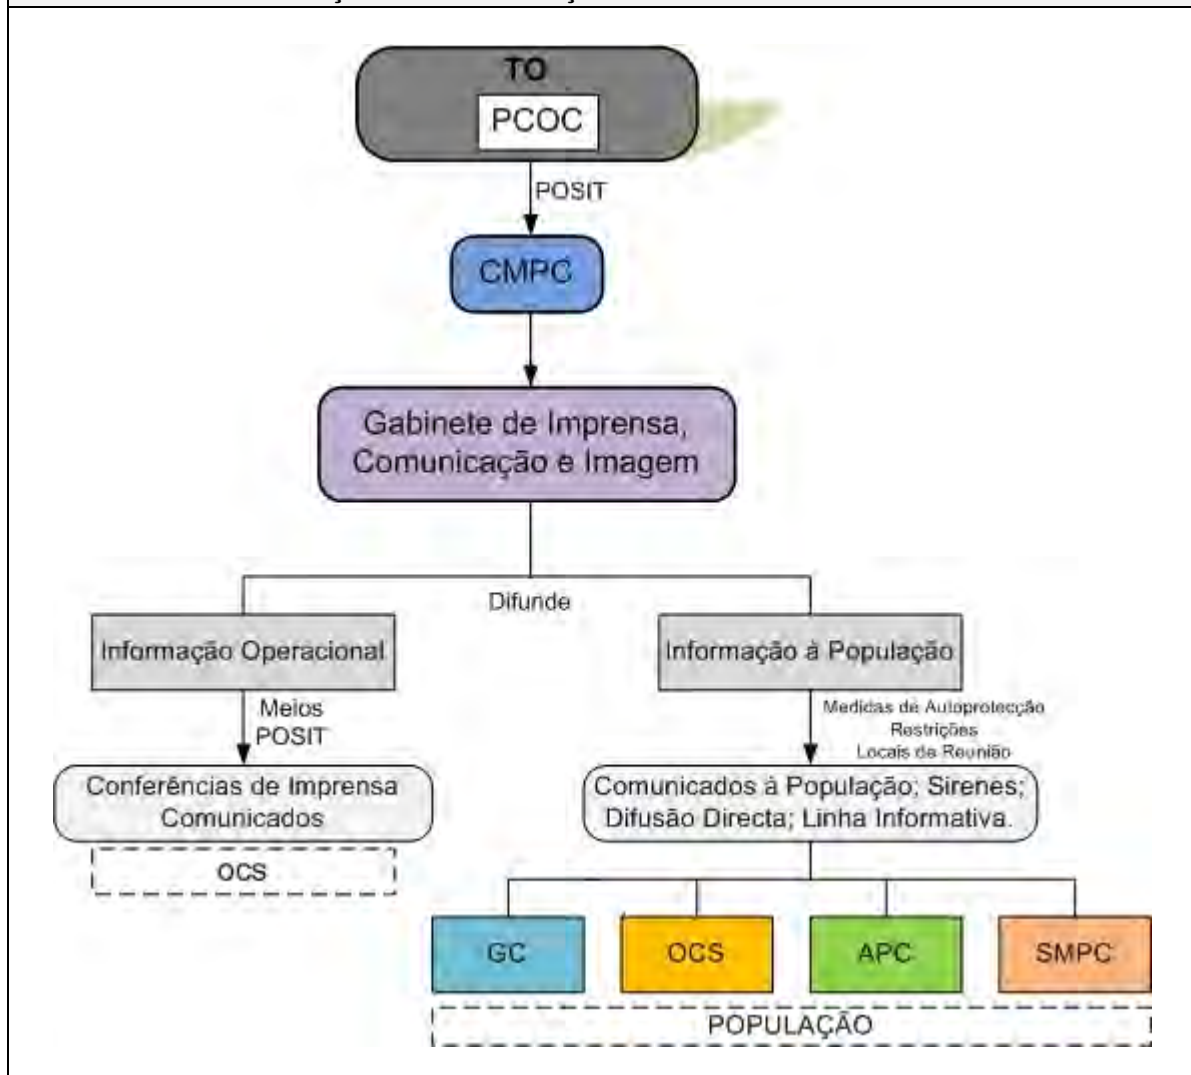 TO
PCOC
POSIT
CMPC
Gabinete de Imprensa,
Comunicação e Imagem
Difunde
Informação Operacional
Informação à População
Meios
POSIT
Medidas de Autoprotecção
Restrições
Locais de Reunião
Conferências de Imprensa
Comunicados
Comunicados à População; Sirenes;
Difusão Directa; Linha Informativa.
OCS
GC
OCS
APC
SMPC
POPULAÇÃO